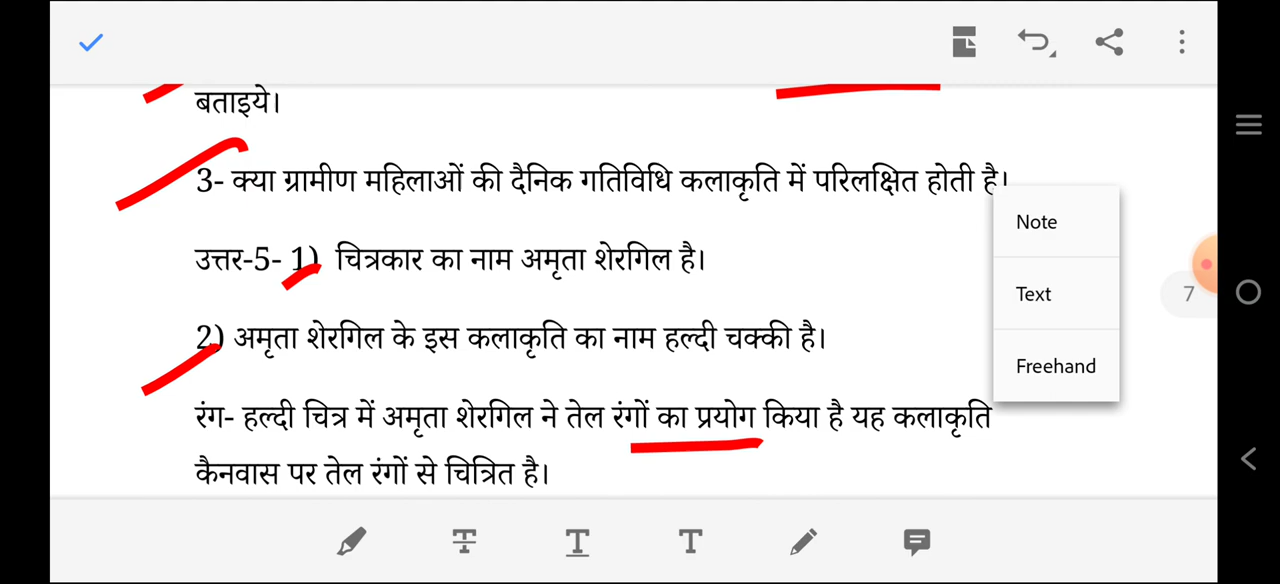 बताइये।
3- क्या ग्रामीण महिलाओं की दैनिक गतिविधि कलाकृति में परिलक्षित होती है।
Note
उत्तर-5- 1) चित्रकार का नाम अमृता शेरगिल है।
Text
7
2) अमृता शेरगिल के इस कलाकृति का नाम हल्दी चक्की है।
Freehand
रंग- हल्दी चित्र में अमृता शेरगिल ने तेल रंगों का प्रयोग किया है यह कलाकृति
कैनवास पर तेल रंगों से चित्रित है।